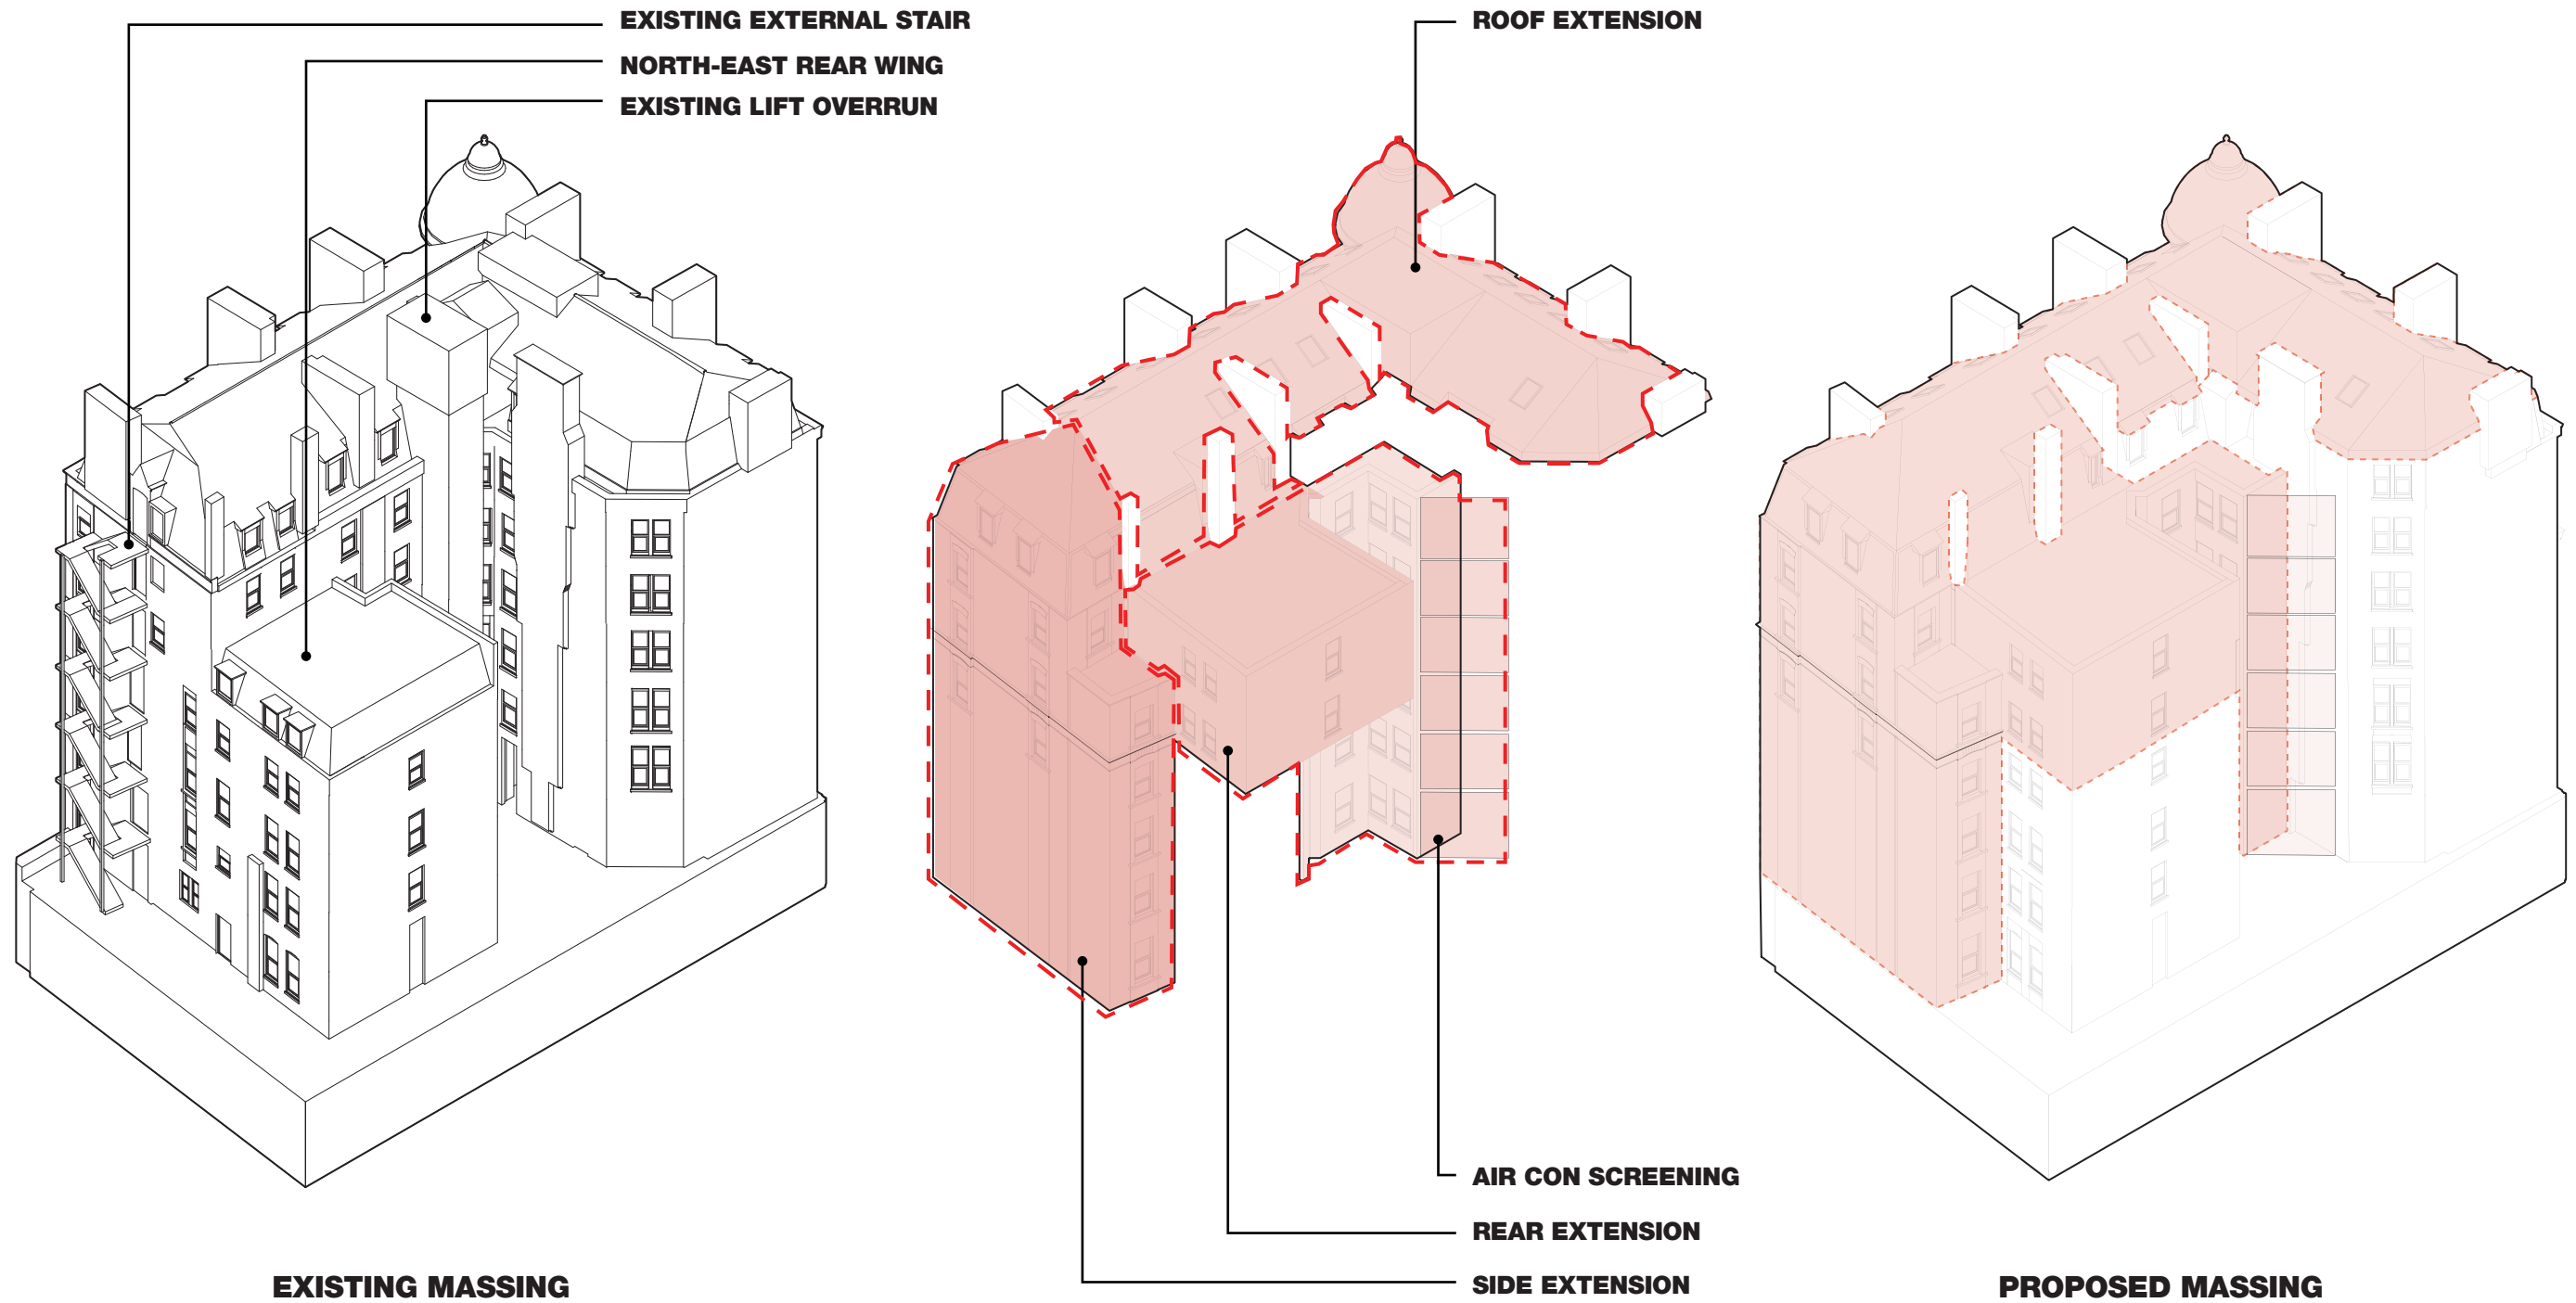 EXISTING EXTERNAL STAIR
NORTH-EAST REAR WING
EXISTING LIFT OVERRUN
ROOF EXTENSION
AIR CON SCREENING
REAR EXTENSION
SIDE EXTENSION
EXISTING MASSING
PROPOSED MASSING